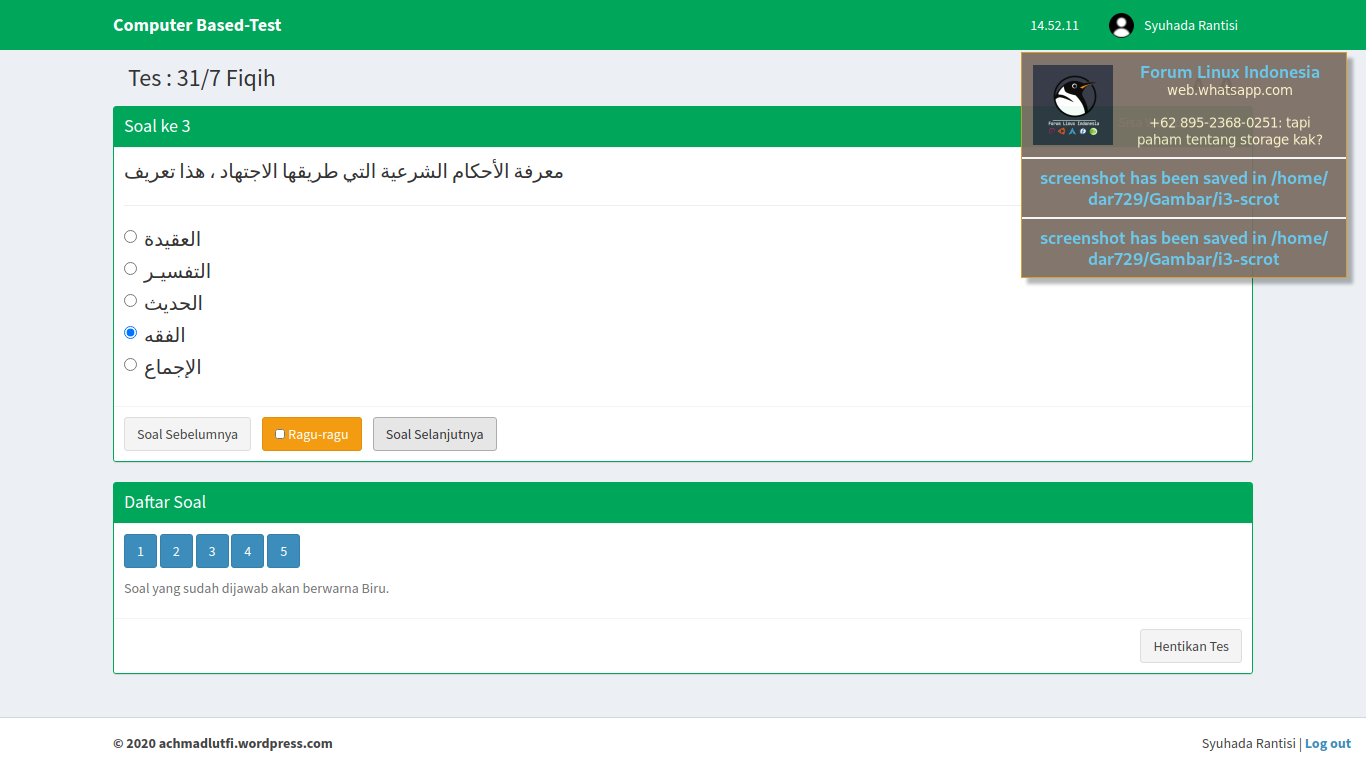 Computer Based-Test
14.52.11
Syuhada Rantisi
Tes : 31/7 Fiqih
Forum Linux Indonesia
web.whatsapp.com
+62 895-2368-0251: tapi
paham tentang storage kak?
screenshot has been saved in /home/
dar729/Gambar/i3-scrot
screenshot has been saved in /home/
dar729/Gambar/i3-scrot
Soal ke 3
معرفة الأحكام الشرعية التي طريقها الاجتهاد ، هذا تعريف
العقيدة
التفسيـر
الحديث
الفقه
الإجماع
Soal Sebelumnya
Ragu-ragu
Soal Selanjutnya
Daftar Soal
1 2 3 4 5
Soal yang sudah dijawab akan berwarna Biru.
Hentikan Tes
© 2020 achmadlutfi.wordpress.com
Syuhada Rantisi | Log out